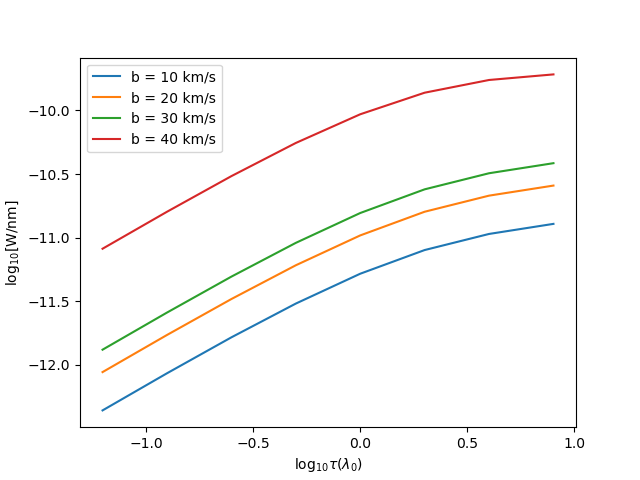 b = 10 km/s
b = 20 km/s
b = 30 km/s
b = 40 km/s
−10.0
−10.5
−11.0
−11.5
−12.0
log₁₀[W/nm]
−1.0 −0.5 0.0 0.5 1.0
log₁₀τ(λ₀)